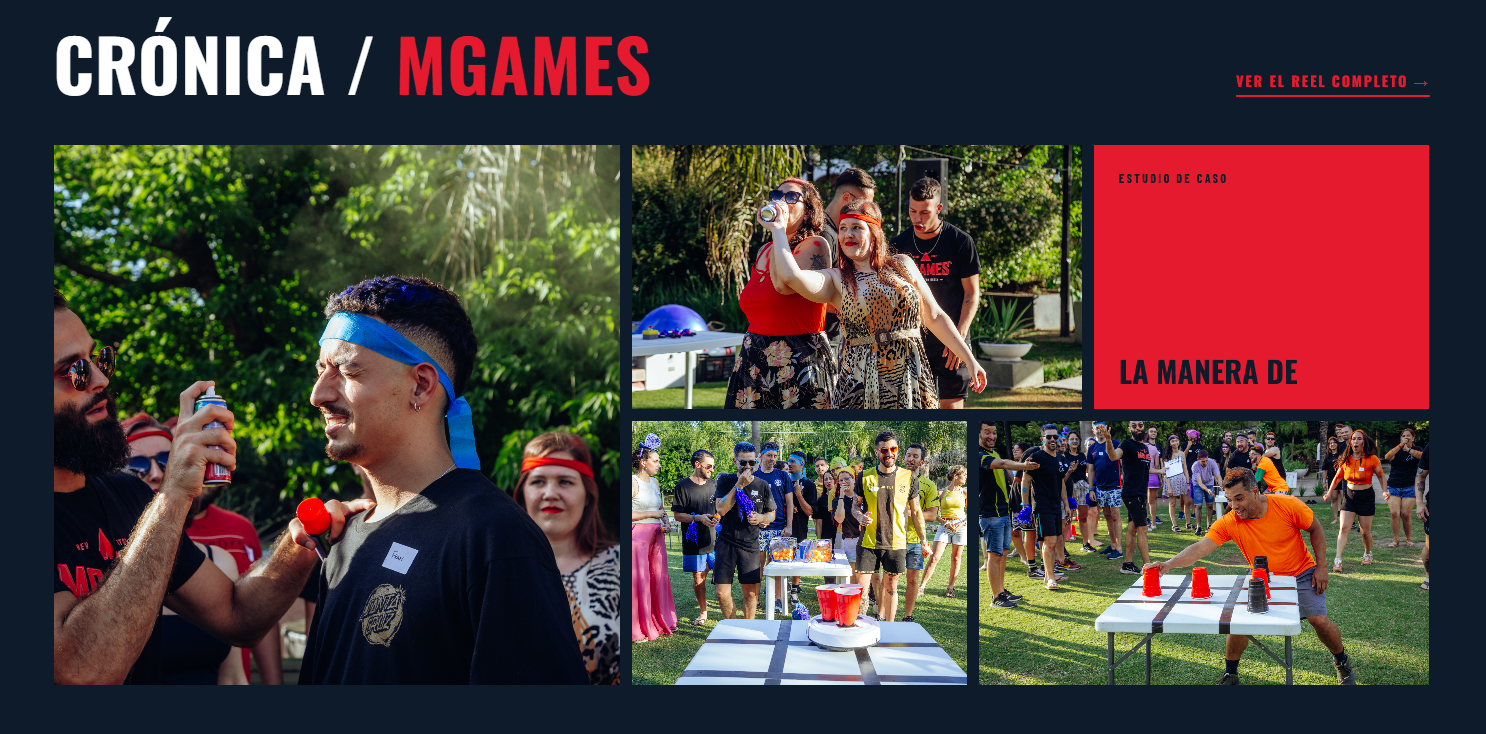 CRÓNICA / MGAMES
VER EL REEL COMPLETO →
ESTUDIO DE CASO
LA MANERA DE